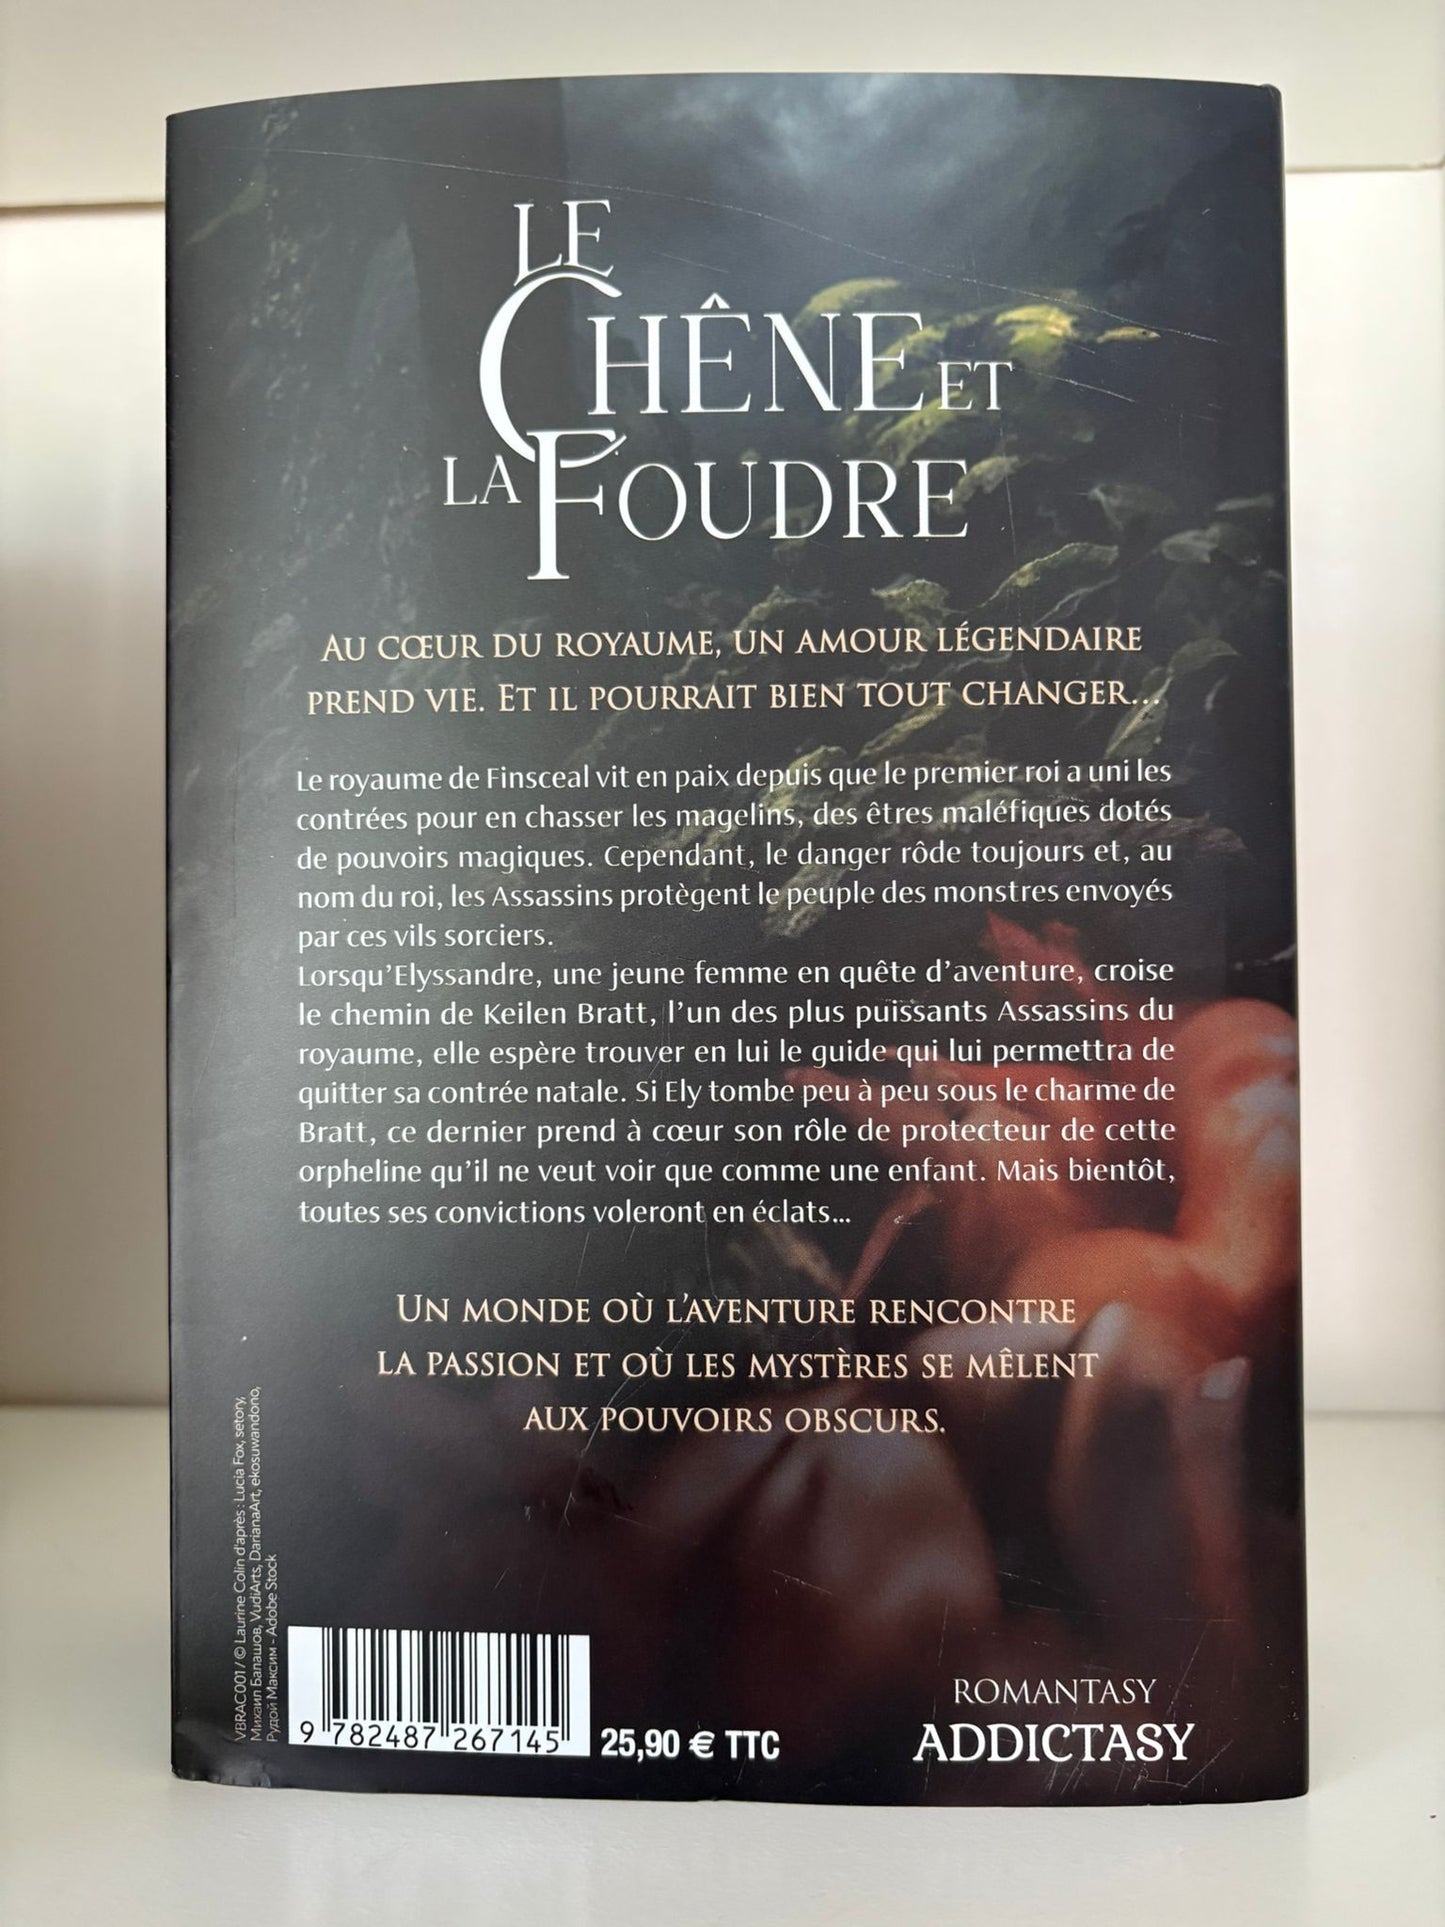 LE
CHÊNE ET
LA FOUDRE
AU CŒUR DU ROYAUME, UN AMOUR LÉGENDAIRE
PREND VIE. ET IL POURRAIT BIEN TOUT CHANGER…
Le royaume de Finsceal vit en paix depuis que le premier roi a uni les
contrées pour en chasser les magelins, des êtres maléfiques dotés
de pouvoirs magiques. Cependant, le danger rôde toujours et, au
nom du roi, les Assassins protègent le peuple des monstres envoyés
par ces vils sorciers.
Lorsqu’Elyssandre, une jeune femme en quête d’aventure, croise
le chemin de Keilen Bratt, l’un des plus puissants Assassins du
royaume, elle espère trouver en lui le guide qui lui permettra de
quitter sa contrée natale. Si Ely tombe peu à peu sous le charme de
Bratt, ce dernier prend à cœur son rôle de protecteur de cette
orpheline qu’il ne veut voir que comme une enfant. Mais bientôt,
toutes ses convictions voleront en éclats…
UN MONDE OÙ L’AVENTURE RENCONTRE
LA PASSION ET OÙ LES MYSTÈRES SE MÊLENT
AUX POUVOIRS OBSCURS.
VBRAC001 / © Laurine Colin d’après : Lucia Fox, setory,
Михаил Балашов, VudiArts, DarianaArt, ekosuwandono,
Рудой Максим - Adobe Stock
9 782487 267145
25,90 € TTC
ROMANTASY
ADDICTASY